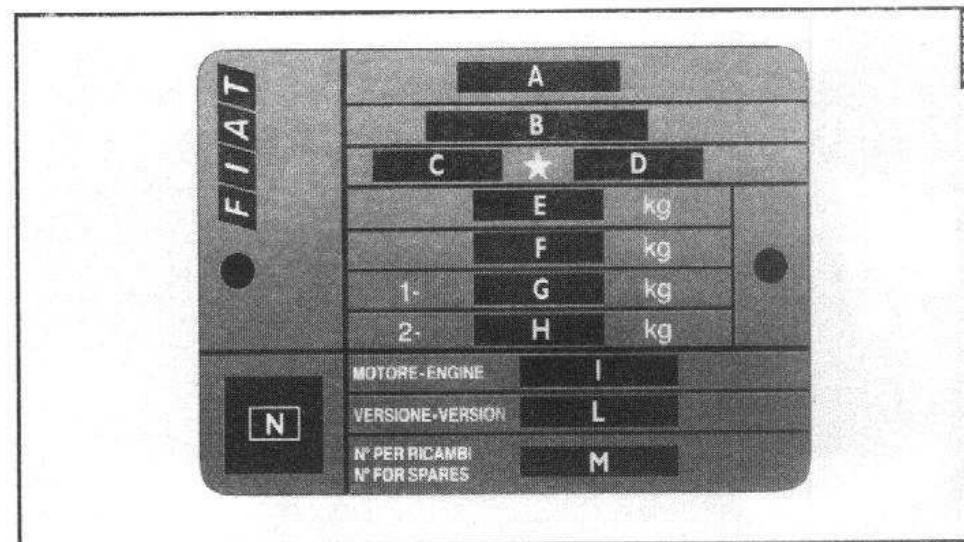 FIAT
A
B
C ★ D
E kg
F kg
1- G kg
2- H kg
MOTORE-ENGINE I
VERSIONE-VERSION L
N° PER RICAMBI
N° FOR SPARES M
N